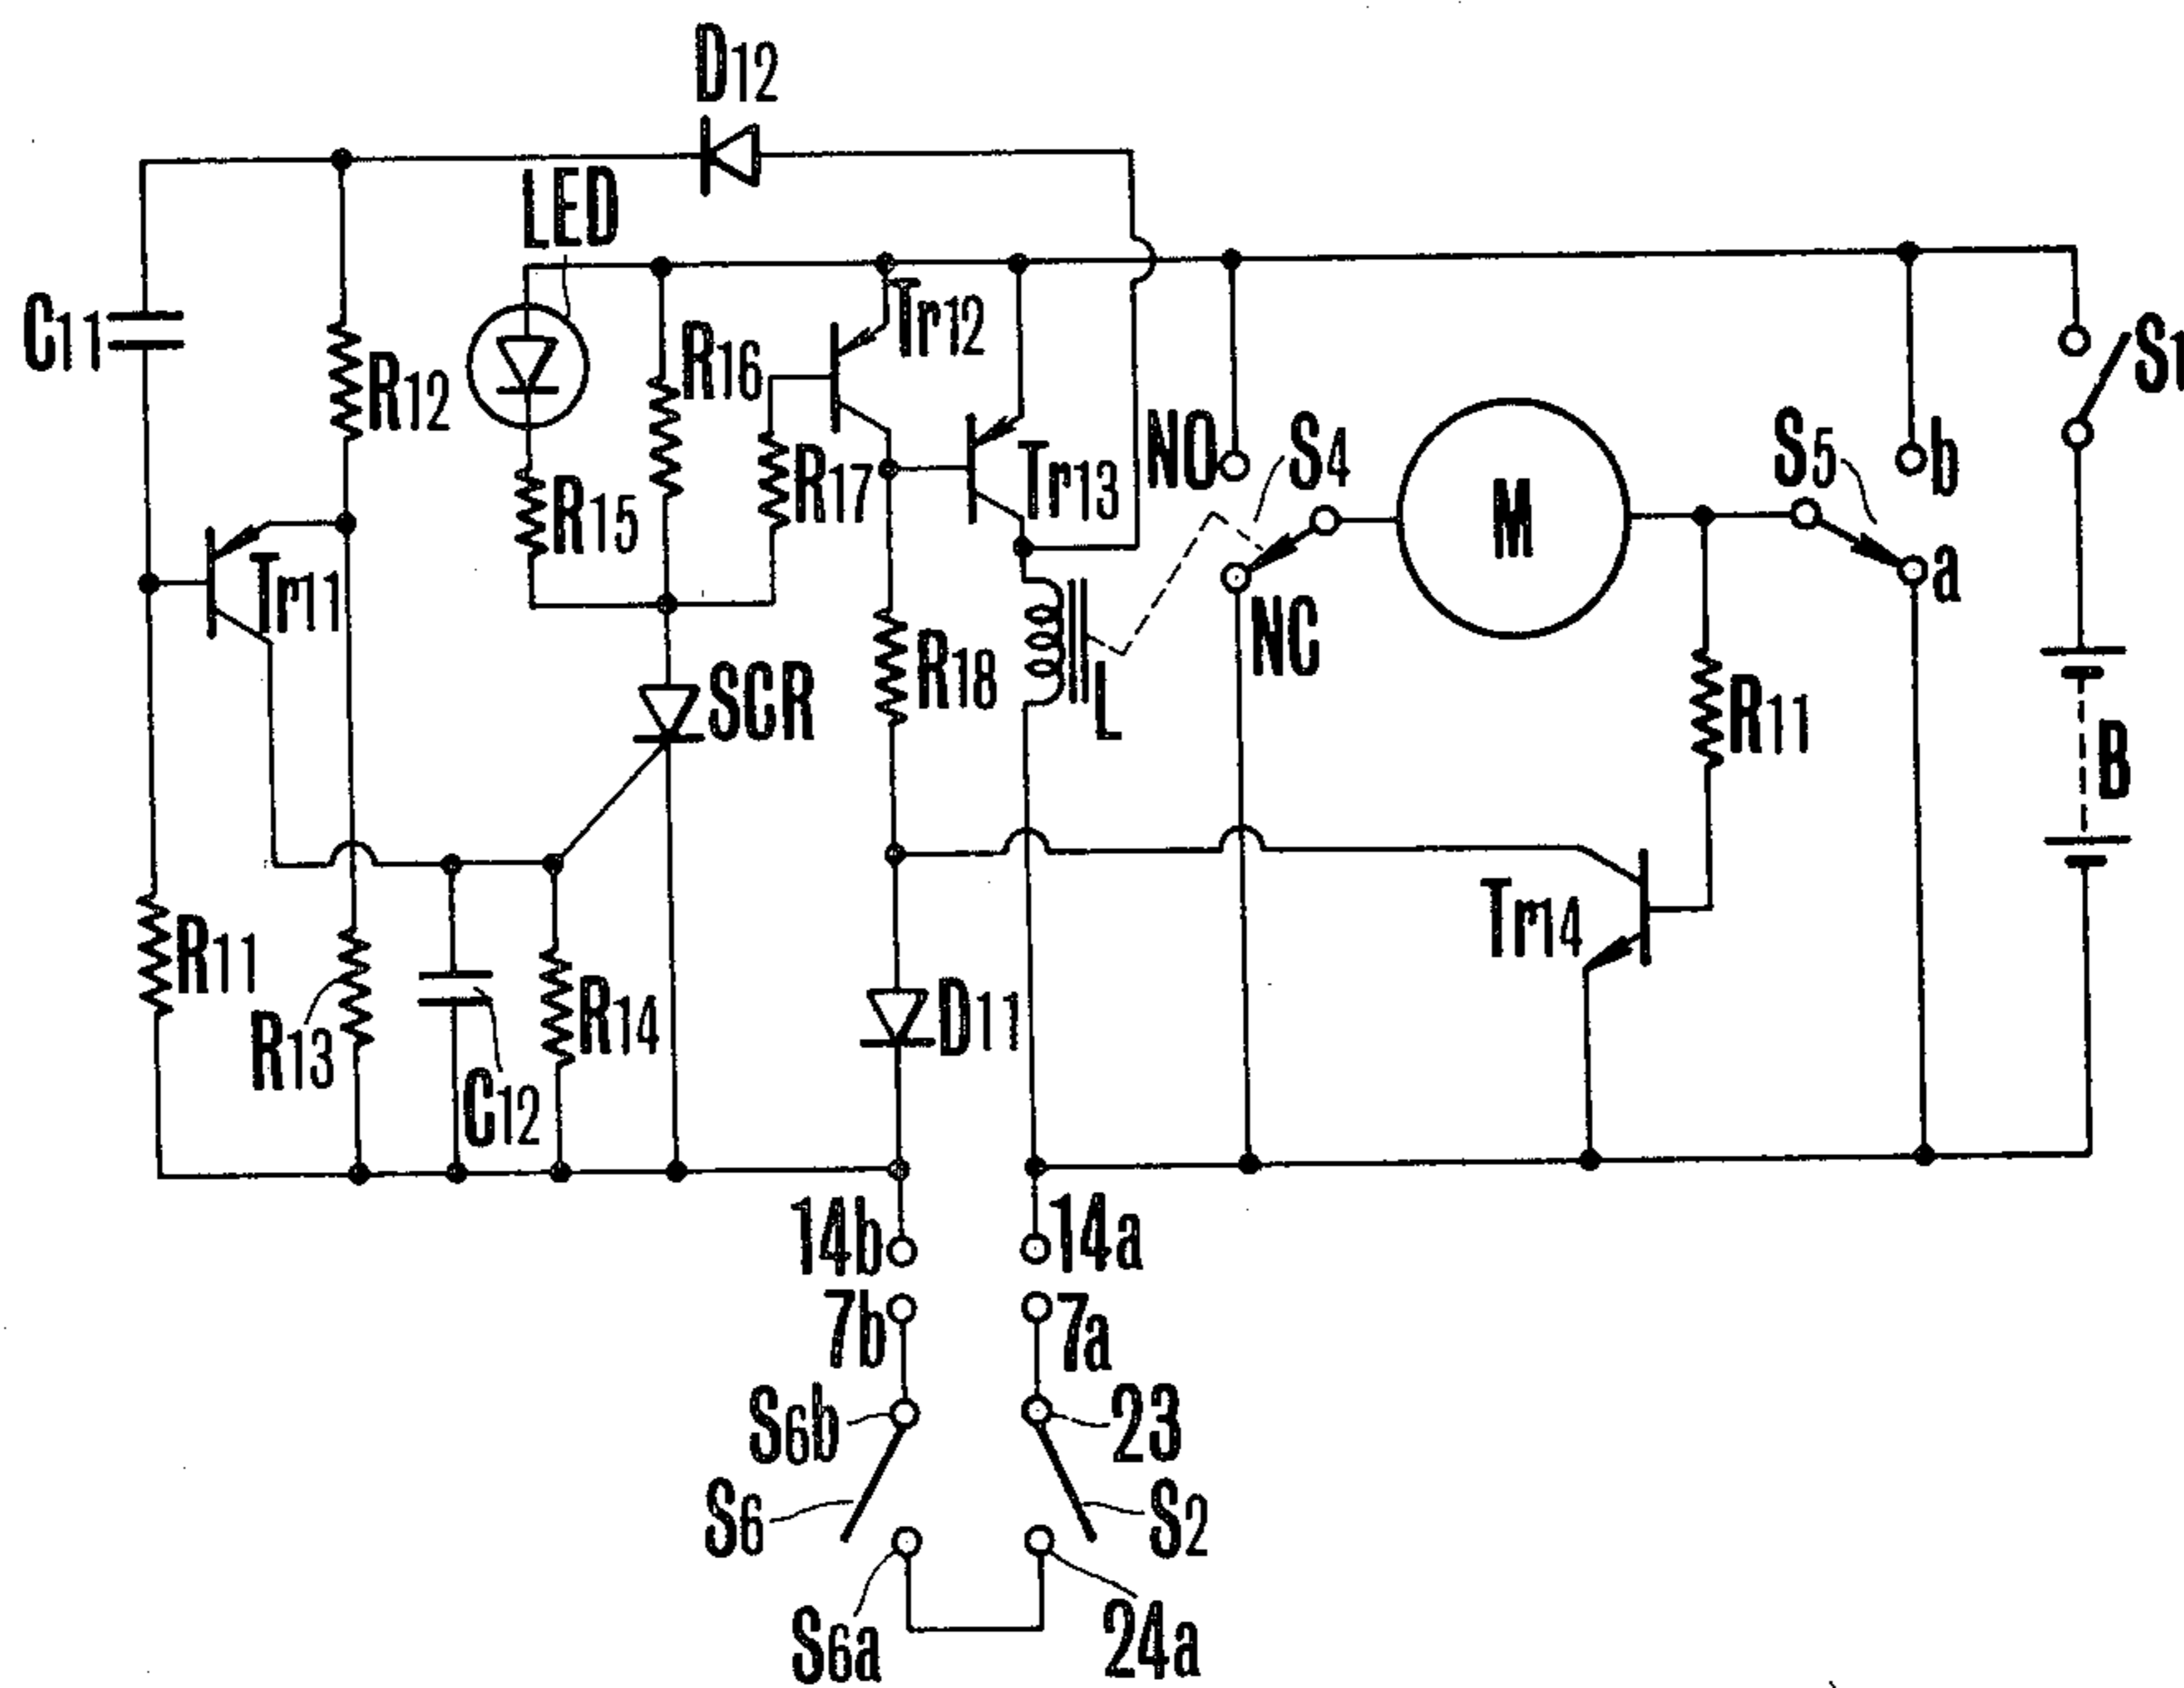 D12
LED
C11
R12
R16
Tr12
S1
NO
S4
S5
b
R15
R17
Tr13
M
a
Tr11
NC
SCR
R18
L
R11
B
Tr14
R11
R13
R14
D11
C12
14b
14a
7b
7a
S6b
23
S6
S2
S6a
24a